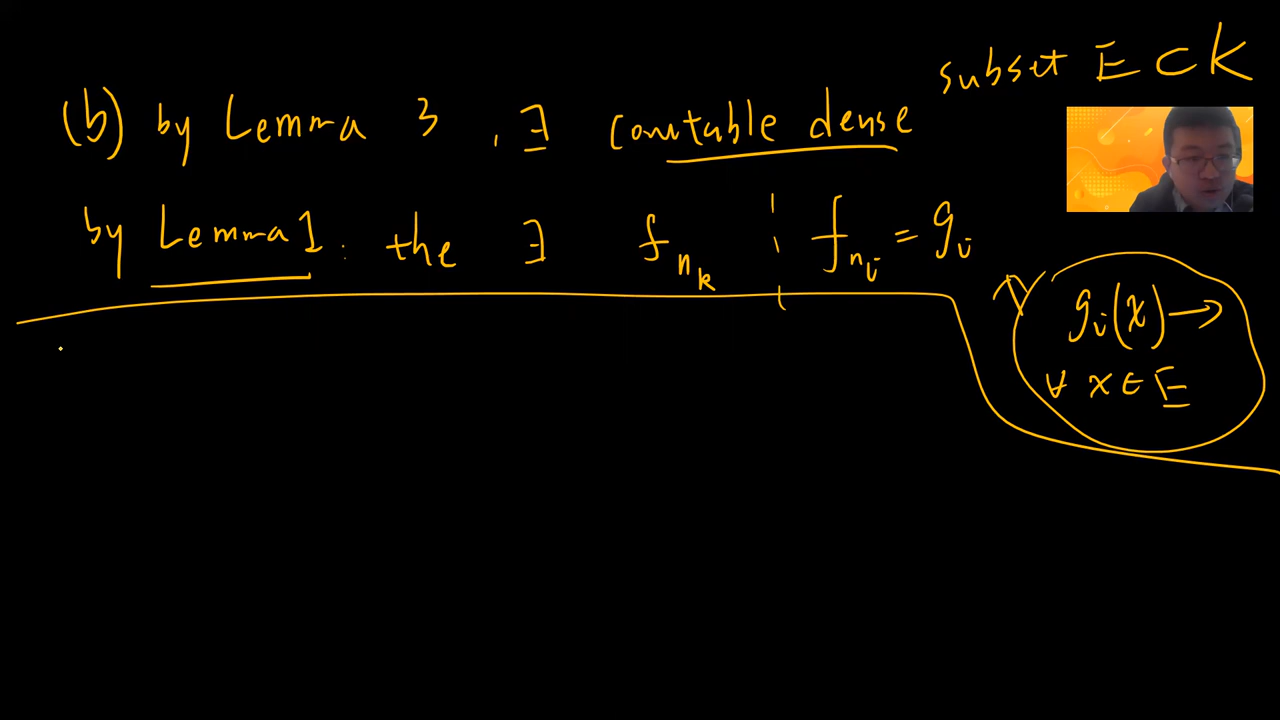 (b) by Lemma 3 , ∃ countable dense subset E ⊂ K
by Lemma 1 : the ∃ f_{n_k} f_{n_i} = g_i
g_i(x) →
∀ x ∈ E